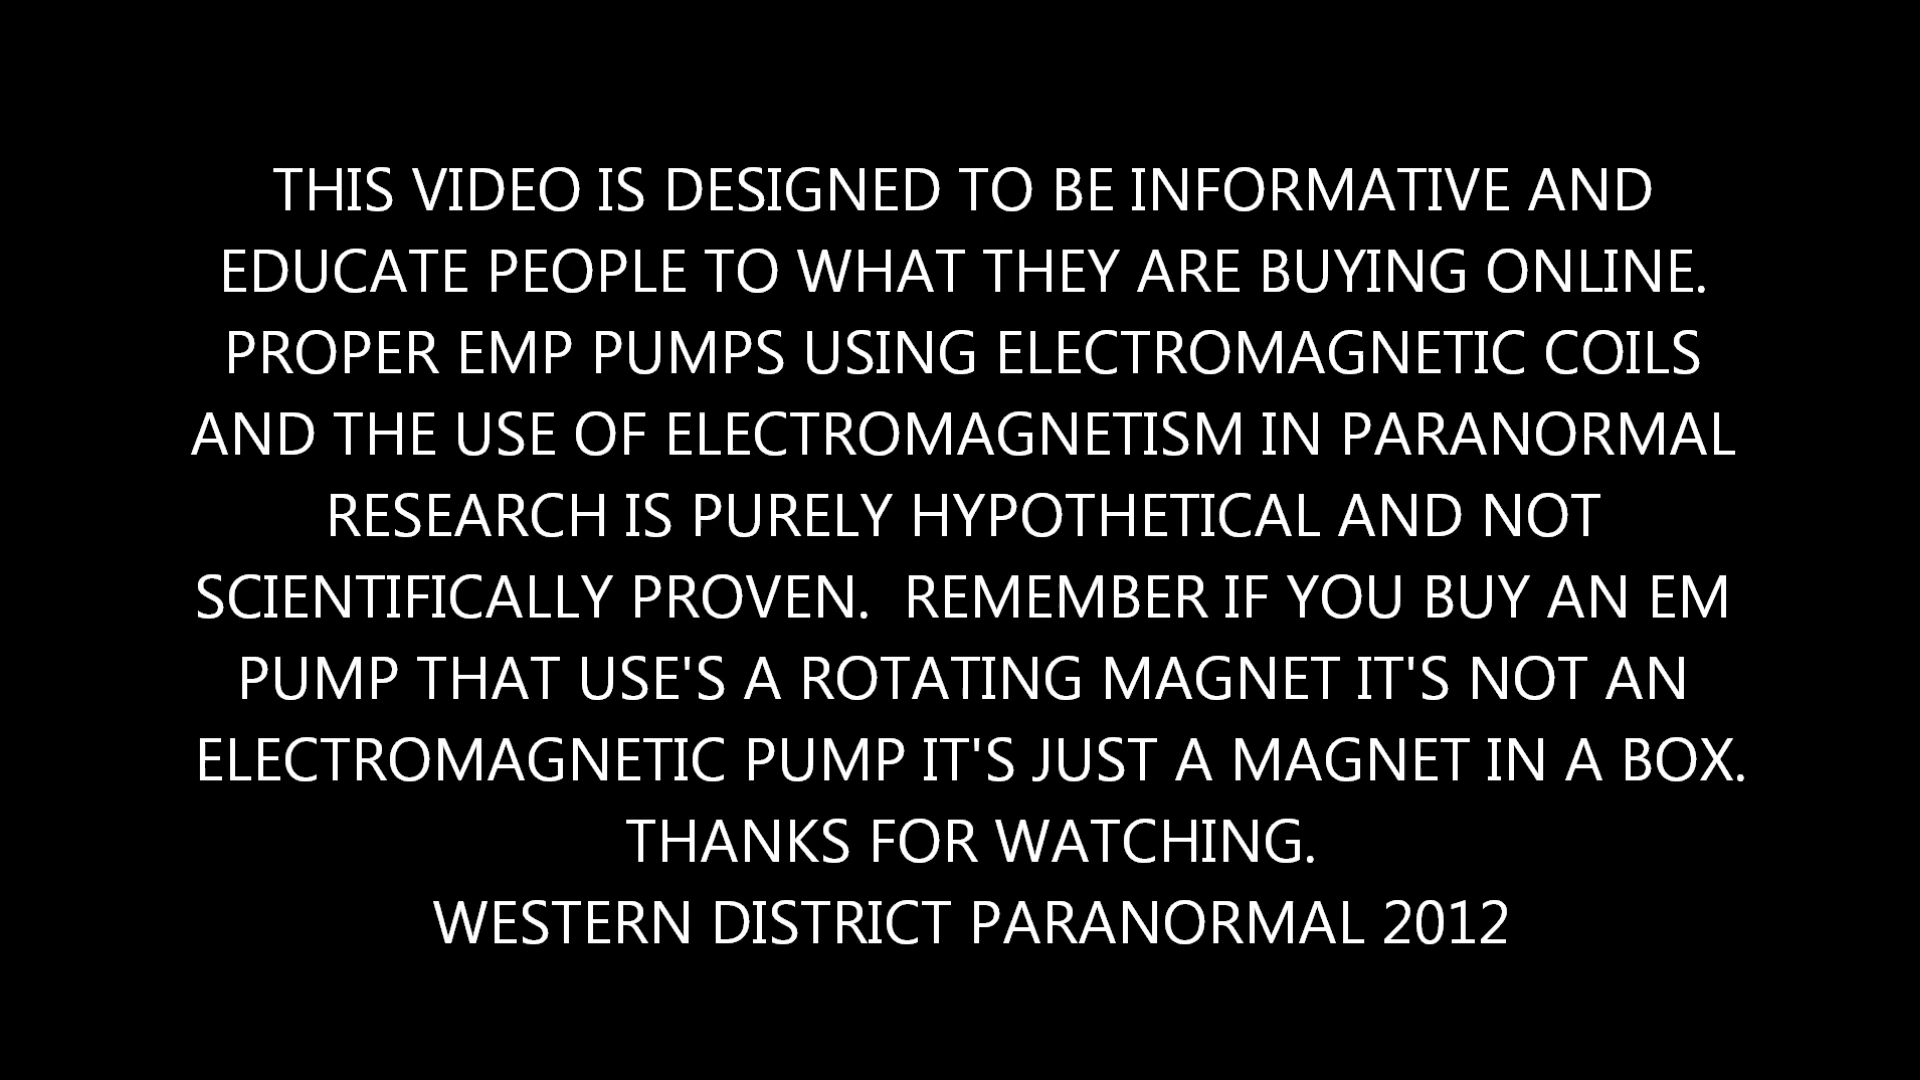 THIS VIDEO IS DESIGNED TO BE INFORMATIVE AND
EDUCATE PEOPLE TO WHAT THEY ARE BUYING ONLINE.
PROPER EMP PUMPS USING ELECTROMAGNETIC COILS
AND THE USE OF ELECTROMAGNETISM IN PARANORMAL
RESEARCH IS PURELY HYPOTHETICAL AND NOT
SCIENTIFICALLY PROVEN.  REMEMBER IF YOU BUY AN EM
PUMP THAT USE'S A ROTATING MAGNET IT'S NOT AN
ELECTROMAGNETIC PUMP IT'S JUST A MAGNET IN A BOX.
THANKS FOR WATCHING.
WESTERN DISTRICT PARANORMAL 2012